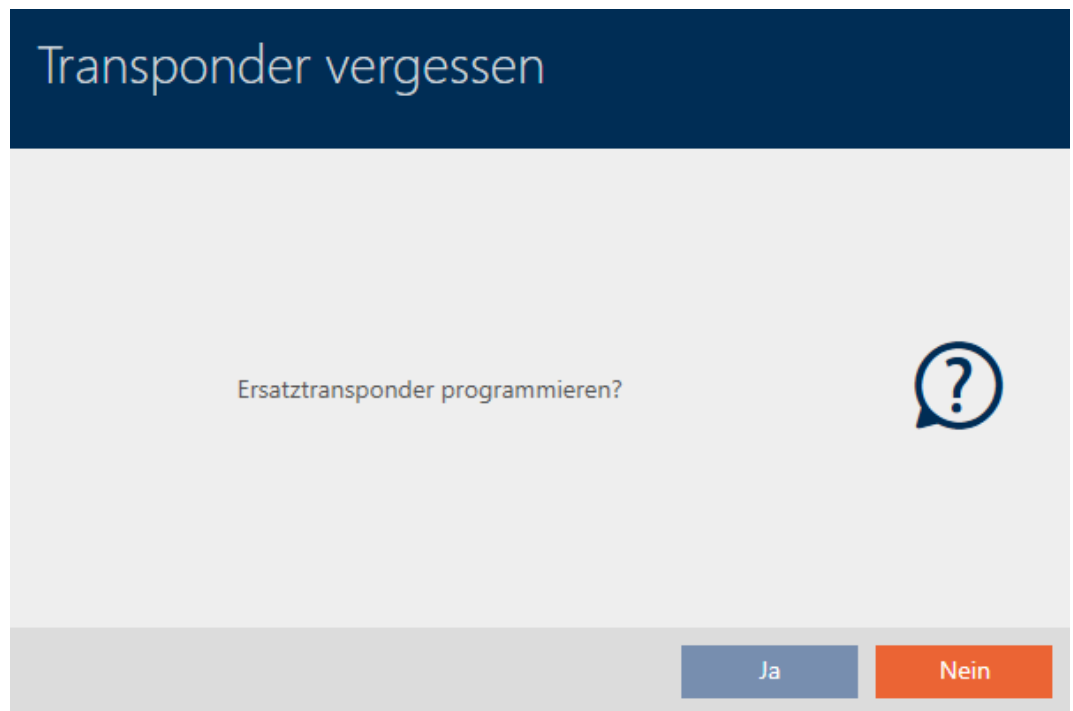 Transponder vergessen
Ersatztransponder programmieren?
?
Ja
Nein